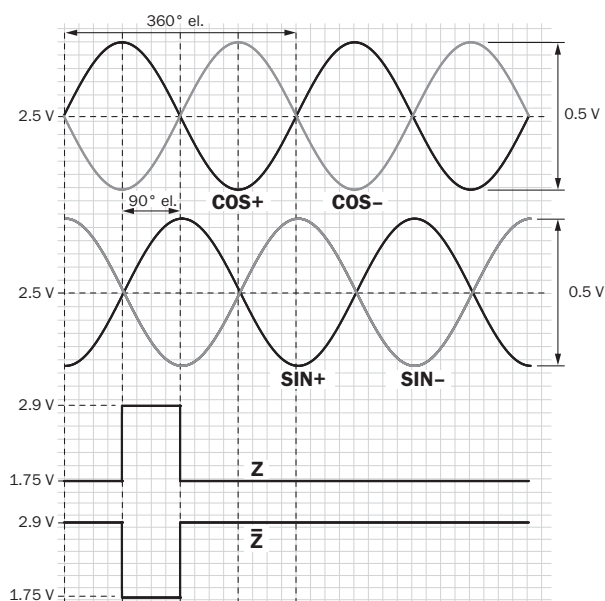 360° el.
2.5 V
0.5 V
90° el.
COS+ COS–
2.5 V
0.5 V
SIN+ SIN–
2.9 V
Z
1.75 V
2.9 V
Z̅
1.75 V